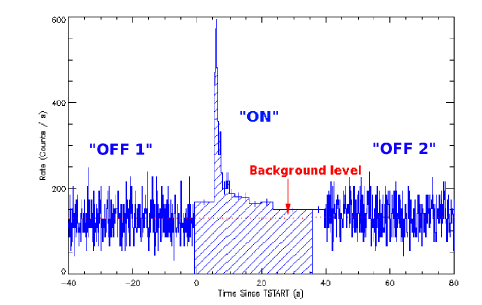 600
400
200
0
Rate (Counts / s)
"OFF 1"
"ON"
"OFF 2"
Background level
-40
-20
0
20
40
60
80
Time Since TSTART (s)